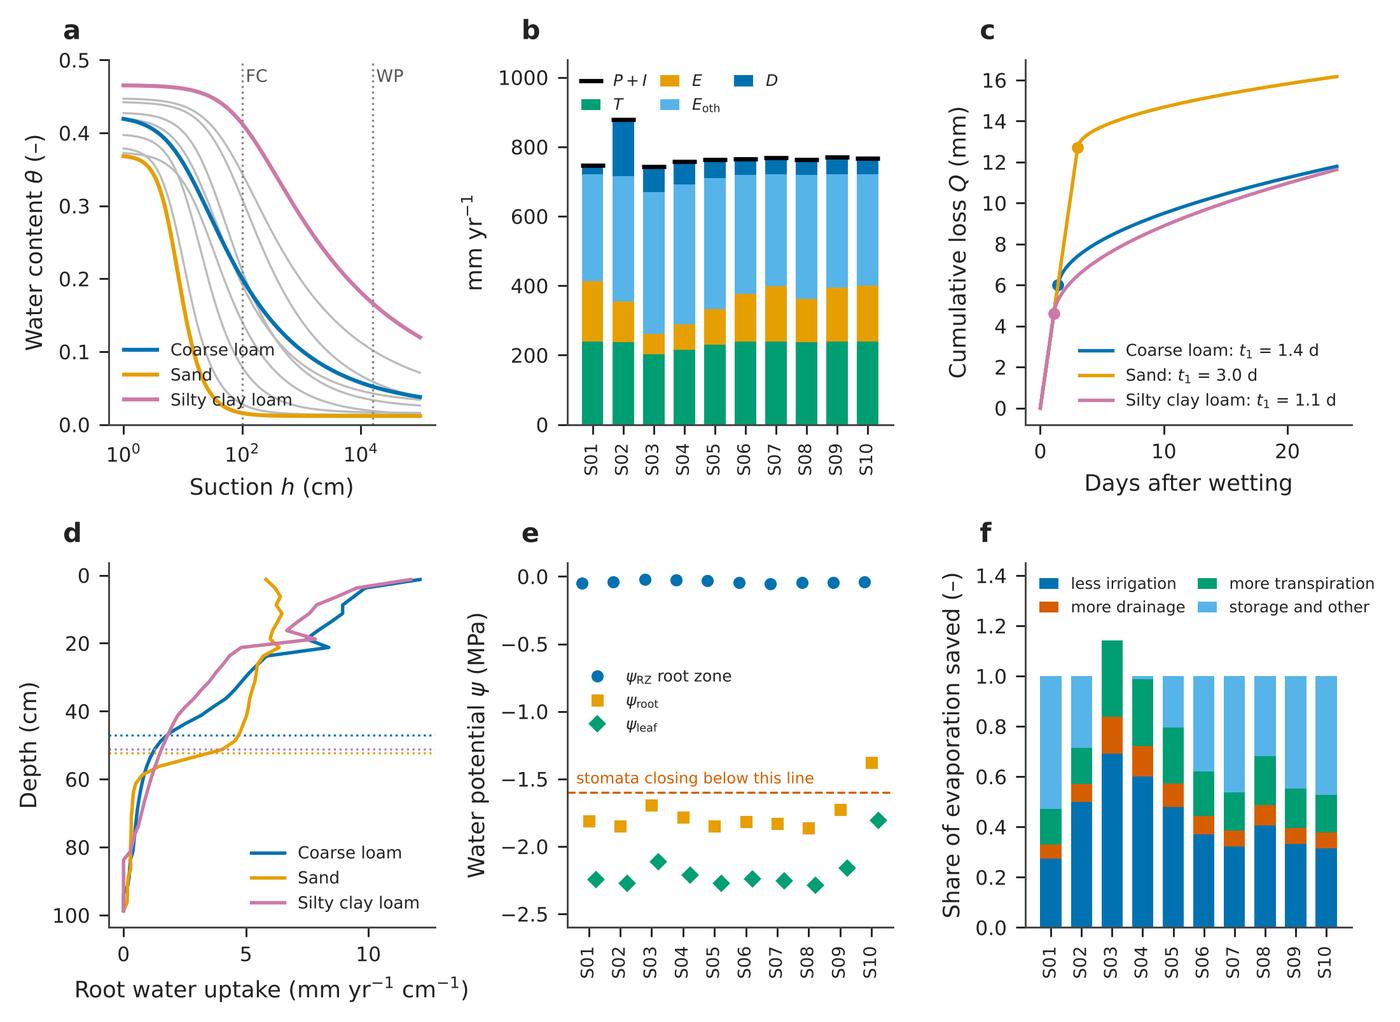 a
0.5
0.4
0.3
0.2
0.1
0.0
Water content θ (–)
FC
WP
Coarse loam
Sand
Silty clay loam
10⁰
10²
10⁴
Suction h (cm)
b
1000
800
600
400
200
0
mm yr⁻¹
P + I
E
D
T
Eoth
S01
S02
S03
S04
S05
S06
S07
S08
S09
S10
c
16
14
12
10
8
6
4
2
0
Cumulative loss Q (mm)
Coarse loam: t₁ = 1.4 d
Sand: t₁ = 3.0 d
Silty clay loam: t₁ = 1.1 d
0
10
20
Days after wetting
d
0
20
40
60
80
100
Depth (cm)
Coarse loam
Sand
Silty clay loam
0
5
10
Root water uptake (mm yr⁻¹ cm⁻¹)
e
0.0
−0.5
−1.0
−1.5
−2.0
−2.5
Water potential ψ (MPa)
ψRZ root zone
ψroot
ψleaf
stomata closing below this line
S01
S02
S03
S04
S05
S06
S07
S08
S09
S10
f
1.4
1.2
1.0
0.8
0.6
0.4
0.2
0.0
Share of evaporation saved (–)
less irrigation
more transpiration
more drainage
storage and other
S01
S02
S03
S04
S05
S06
S07
S08
S09
S10